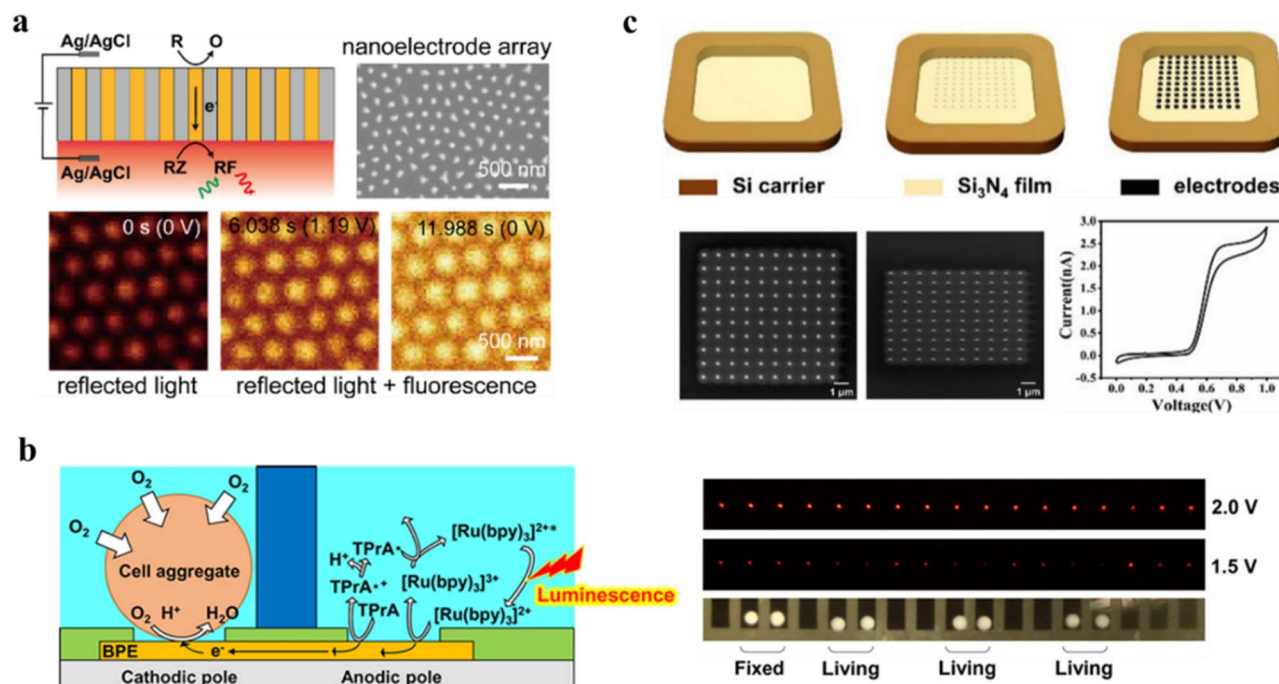 a
Ag/AgCl
R
O
nanoelectrode array
e-
Ag/AgCl
RZ
RF
500 nm
0 s (0 V)
6.038 s (1.19 V)
11.988 s (0 V)
500 nm
reflected light
reflected light + fluorescence
c
Si carrier
Si₃N₄ film
electrodes
1 μm
1 μm
Current(nA)
3.0
2.5
2.0
1.5
1.0
0.5
0.0
-0.5
0.0 0.2 0.4 0.6 0.8 1.0
Voltage(V)
b
O₂
O₂
O₂
Cell aggregate
O₂ H⁺ H₂O
BPE
e-
Cathodic pole
Anodic pole
H⁺
TPrA•
TPrA•⁺
TPrA
[Ru(bpy)₃]²⁺*
[Ru(bpy)₃]³⁺
[Ru(bpy)₃]²⁺
Luminescence
2.0 V
1.5 V
Fixed
Living
Living
Living